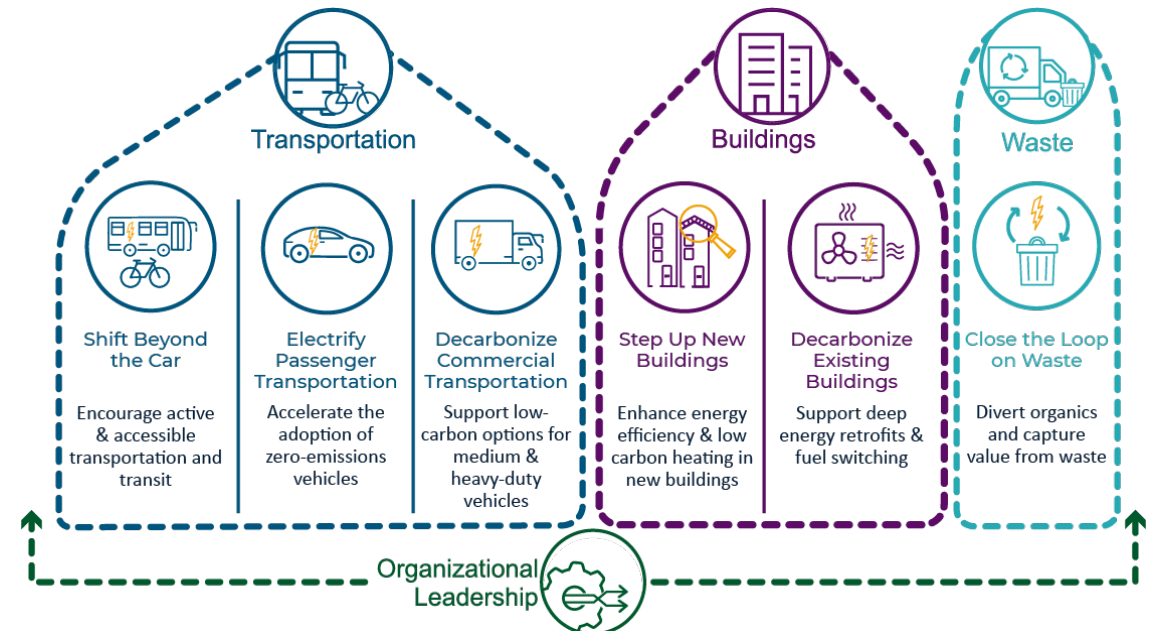 Transportation
Buildings
Waste
Shift Beyond
the Car
Encourage active
& accessible
transportation and
transit
Electrify
Passenger
Transportation
Accelerate the
adoption of
zero-emissions
vehicles
Decarbonize
Commercial
Transportation
Support low-
carbon options for
medium &
heavy-duty
vehicles
Step Up New
Buildings
Enhance energy
efficiency & low
carbon heating in
new buildings
Decarbonize
Existing
Buildings
Support deep
energy retrofits &
fuel switching
Close the Loop
on Waste
Divert organics
and capture
value from waste
Organizational
Leadership